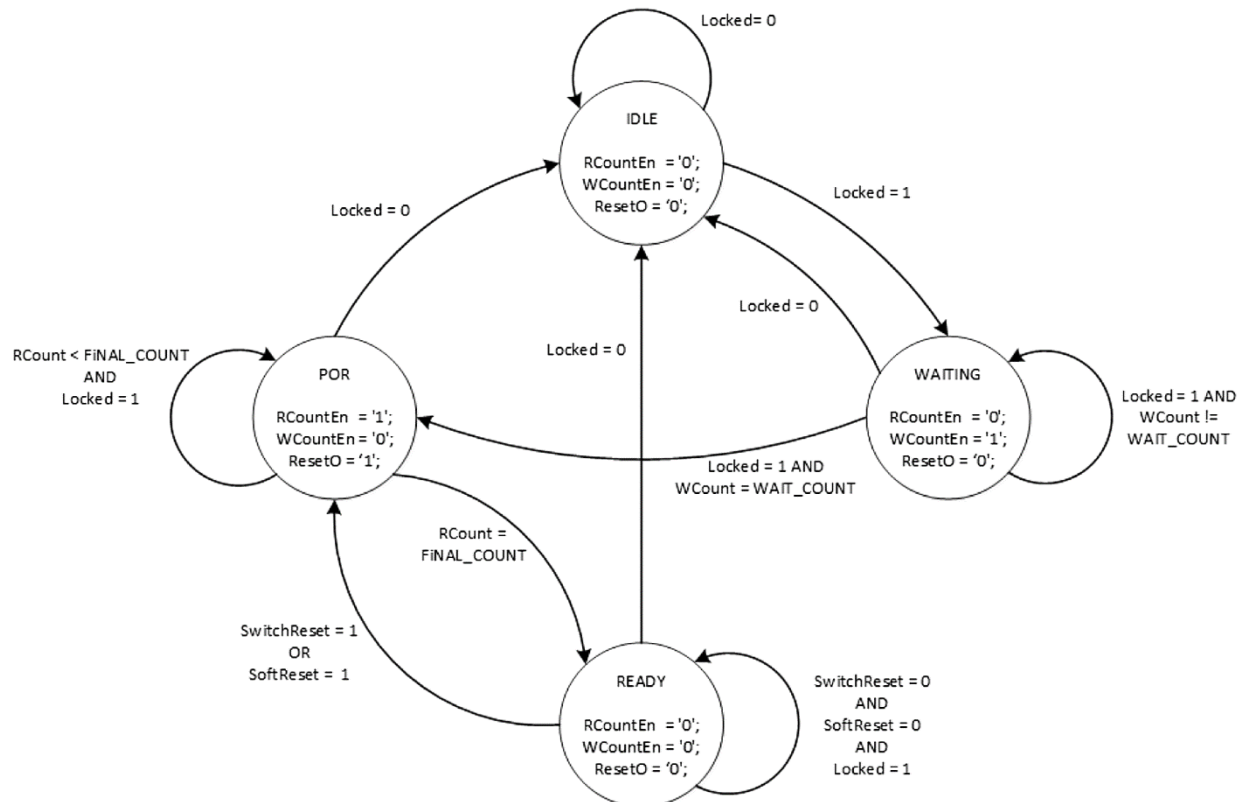 Locked= 0
IDLE
RCountEn  = '0';
WCountEn = '0';
ResetO = ‘0’;
Locked = 1
Locked = 0
Locked = 0
Locked = 0
RCount < FiNAL_COUNT
AND
Locked = 1
POR
RCountEn  = '1';
WCountEn = '0';
ResetO = ‘1’;
WAITING
RCountEn  = '0';
WCountEn = '1';
ResetO = ‘0’;
Locked = 1 AND
WCount !=
WAIT_COUNT
Locked = 1 AND
WCount = WAIT_COUNT
RCount =
FiNAL_COUNT
SwitchReset = 1
OR
SoftReset =  1
READY
RCountEn  = '0';
WCountEn = '0';
ResetO = ‘0’;
SwitchReset = 0
AND
SoftReset = 0
AND
Locked = 1